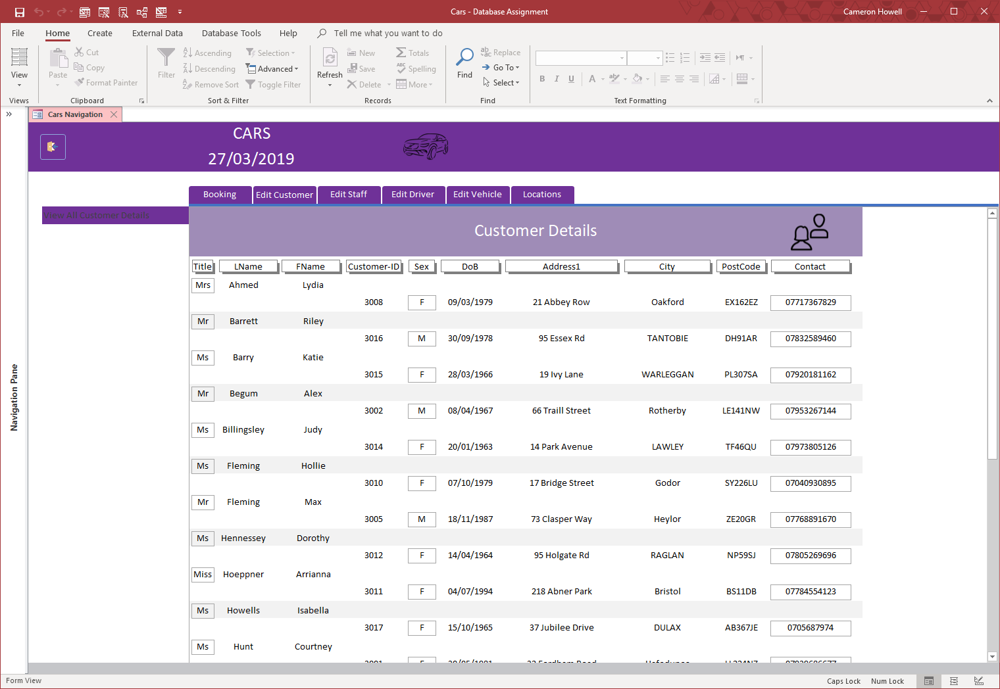 Cars - Database Assignment
Cameron Howell
File Home Create External Data Database Tools Help Tell me what you want to do
View
Views
Paste
Cut
Copy
Format Painter
Clipboard
Filter
Ascending
Descending
Remove Sort
Selection
Advanced
Toggle Filter
Sort & Filter
Refresh
New
Save
Delete
Totals
Spelling
More
Records
Find
Replace
Go To
Select
Find
B I U A
Text Formatting
Cars Navigation
Navigation Pane
CARS
27/03/2019
Booking Edit Customer Edit Staff Edit Driver Edit Vehicle Locations
View All Customer Details
Customer Details
Title LName FName Customer-ID Sex DoB Address1 City PostCode Contact
Mrs Ahmed Lydia
3008 F 09/03/1979 21 Abbey Row Oakford EX162EZ 07717367829
Mr Barrett Riley
3016 M 30/09/1978 95 Essex Rd TANTOBIE DH91AR 07832589460
Ms Barry Katie
3015 F 28/03/1966 19 Ivy Lane WARLEGGAN PL307SA 07920181162
Mr Begum Alex
3002 M 08/04/1967 66 Traill Street Rotherby LE141NW 07953267144
Ms Billingsley Judy
3014 F 20/01/1963 14 Park Avenue LAWLEY TF46QU 07973805126
Ms Fleming Hollie
3010 F 07/10/1979 17 Bridge Street Godor SY226LU 07040930895
Mr Fleming Max
3005 M 18/11/1987 73 Clasper Way Heylor ZE20GR 07768891670
Ms Hennessey Dorothy
3012 F 14/04/1964 95 Holgate Rd RAGLAN NP59SJ 07805269696
Miss Hoeppner Arrianna
3011 F 04/07/1994 218 Abner Park Bristol BS11DB 07784554123
Ms Howells Isabella
3017 F 15/10/1965 37 Jubilee Drive DULAX AB367JE 0705687974
Ms Hunt Courtney
Form View
Caps Lock Num Lock